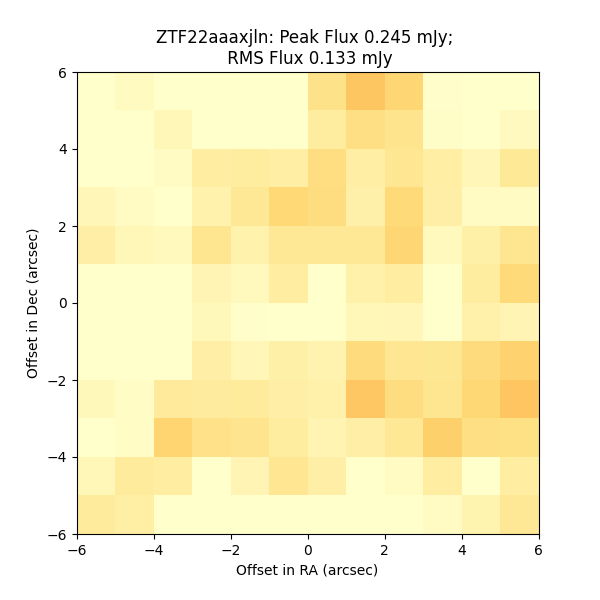 ZTF22aaaxjln: Peak Flux 0.245 mJy;
RMS Flux 0.133 mJy
6
4
2
0
−2
−4
−6
Offset in Dec (arcsec)
−6 −4 −2 0 2 4 6
Offset in RA (arcsec)